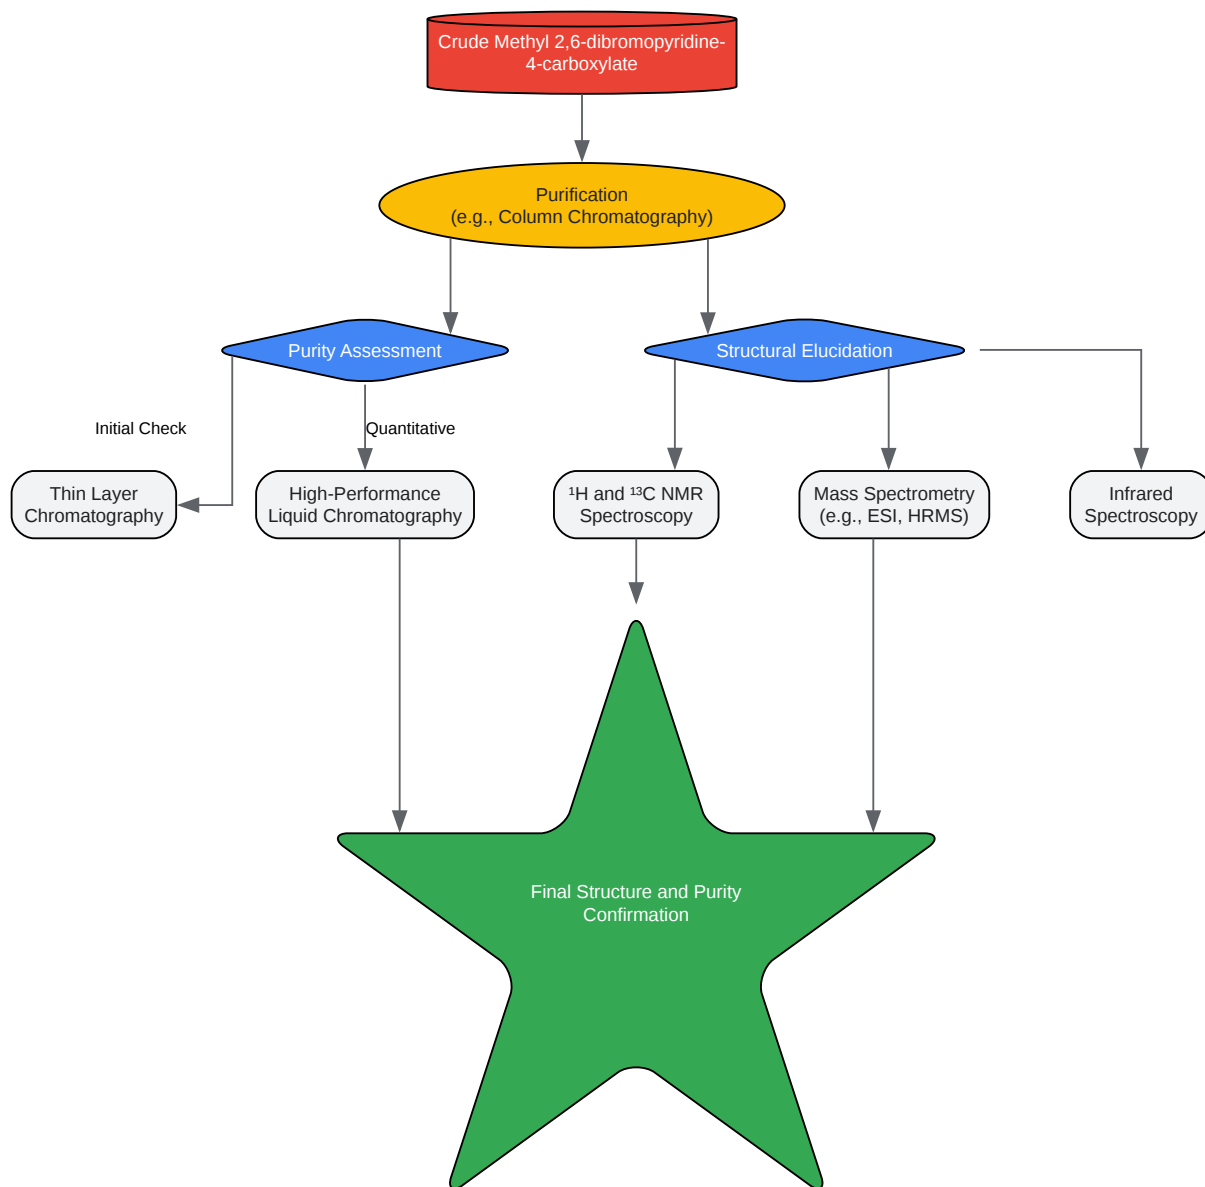 Crude Methyl 2,6-dibromopyridine-
4-carboxylate
Purification
(e.g., Column Chromatography)
Purity Assessment
Structural Elucidation
Initial Check
Quantitative
Thin Layer
Chromatography
High-Performance
Liquid Chromatography
¹H and ¹³C NMR
Spectroscopy
Mass Spectrometry
(e.g., ESI, HRMS)
Infrared
Spectroscopy
Final Structure and Purity
Confirmation